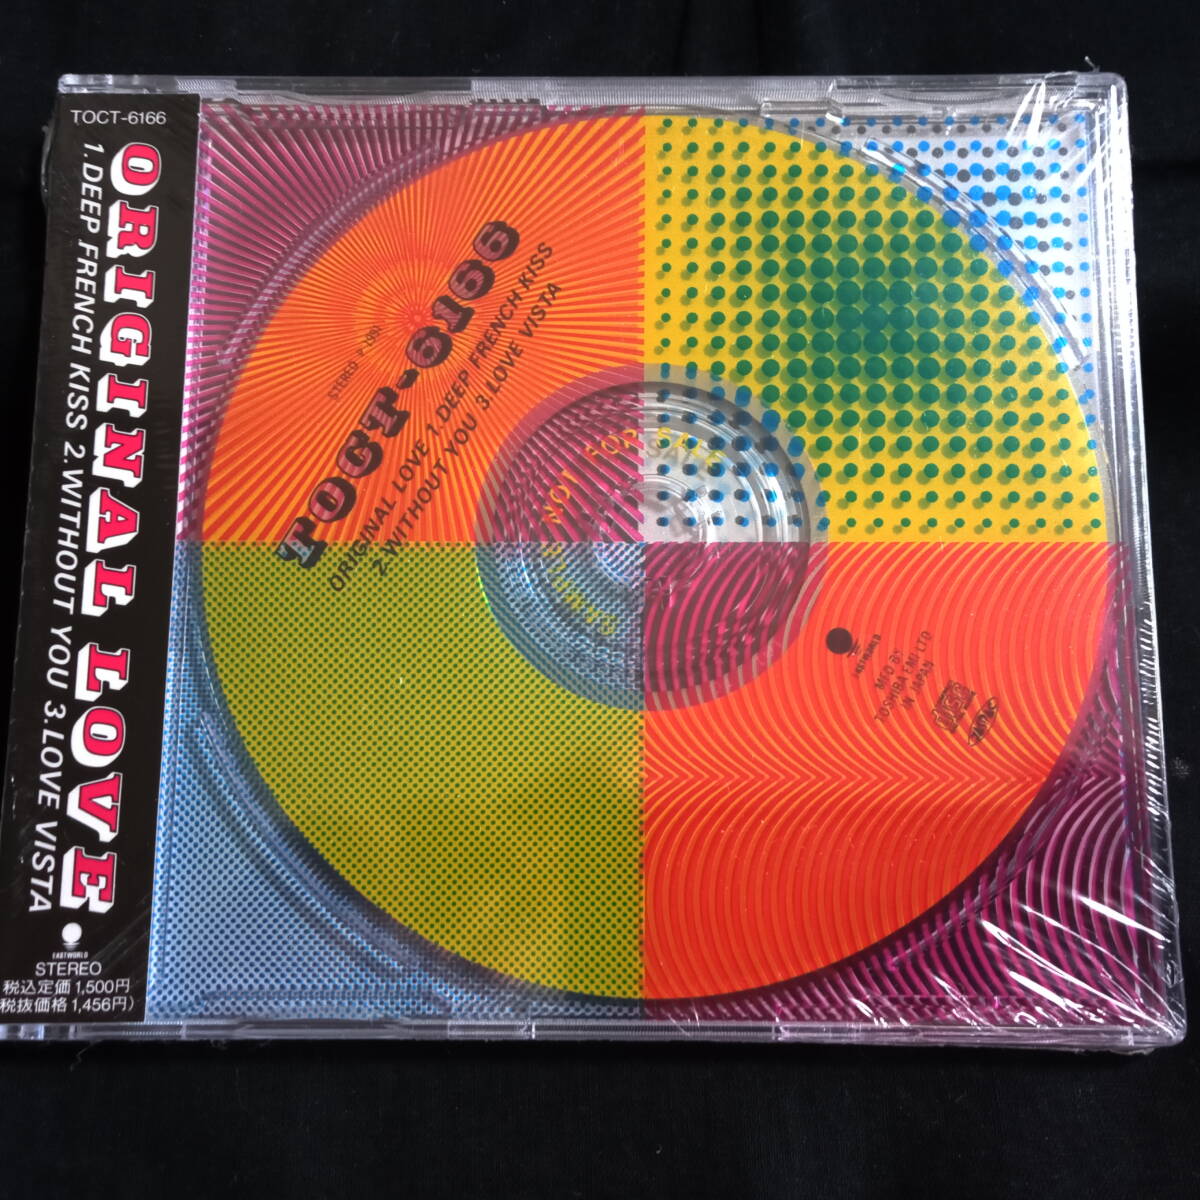 TOCT-6166
ORIGINAL LOVE
1.DEEP FRENCH KISS 2.WITHOUT YOU 3.LOVE VISTA
EASTWORLD
STEREO
税込定価1,500円
税抜価格1,456円)
TOCT-6166
ORIGINAL LOVE 1.DEEP FRENCH KISS
2.WITHOUT YOU 3.LOVE VISTA
STEREO
NOT FOR SALE
EASTWORLD
MFD BY
TOSHIBA EMI LTD
IN JAPAN